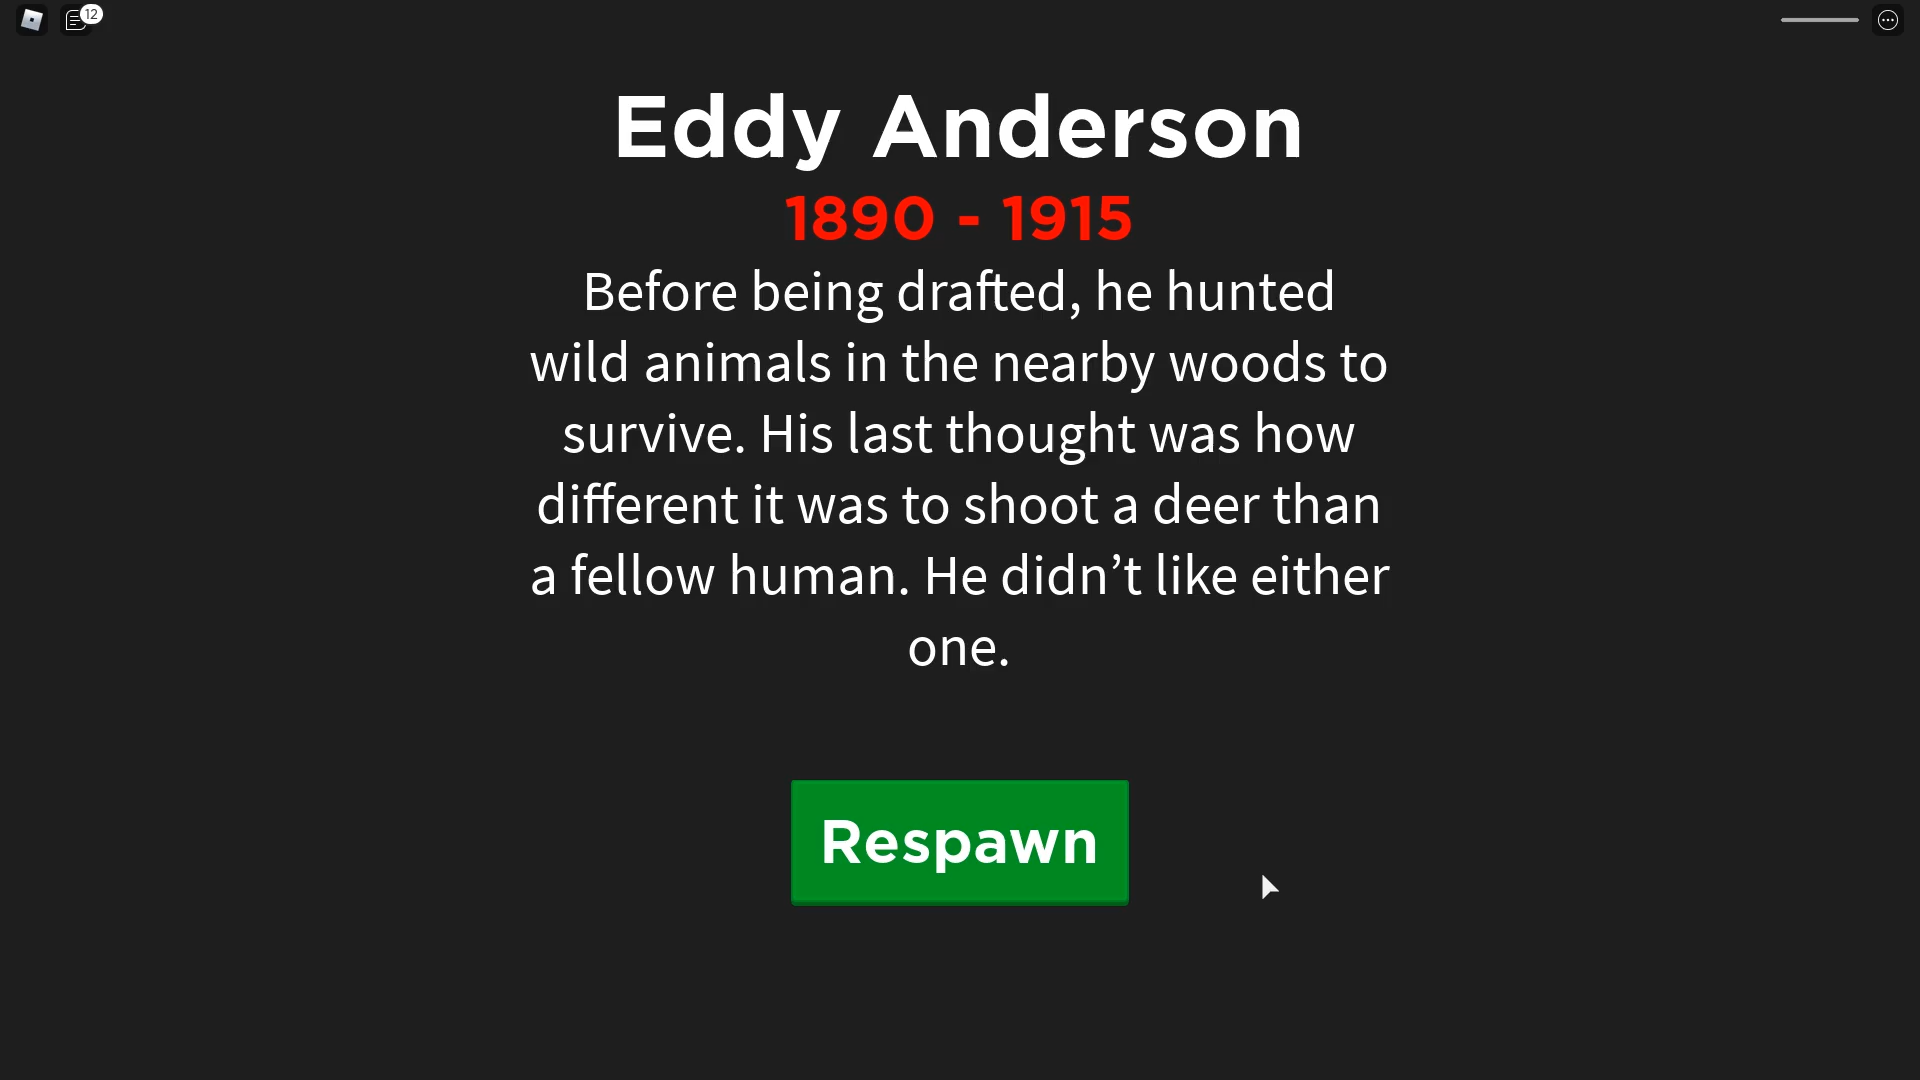 12
Eddy Anderson
1890 - 1915
Before being drafted, he hunted
wild animals in the nearby woods to
survive. His last thought was how
different it was to shoot a deer than
a fellow human. He didn’t like either
one.
Respawn